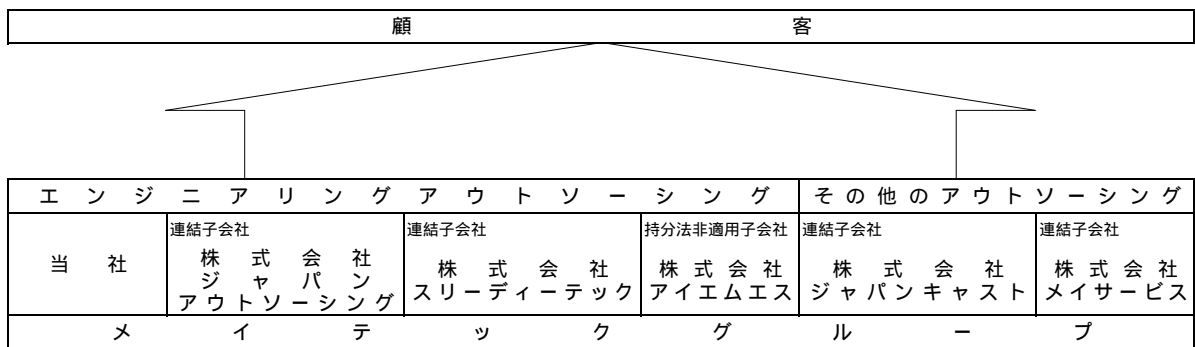 顧客
エンジニアリングアウトソーシング
その他のアウトソーシング
当社
連結子会社
株式会社
ジャパン
アウトソーシング
連結子会社
株式会社
スリーディーテック
持分法非適用子会社
株式会社
アイエムエス
連結子会社
株式会社
ジャパンキャスト
連結子会社
株式会社
メイサービス
メイテックグループ